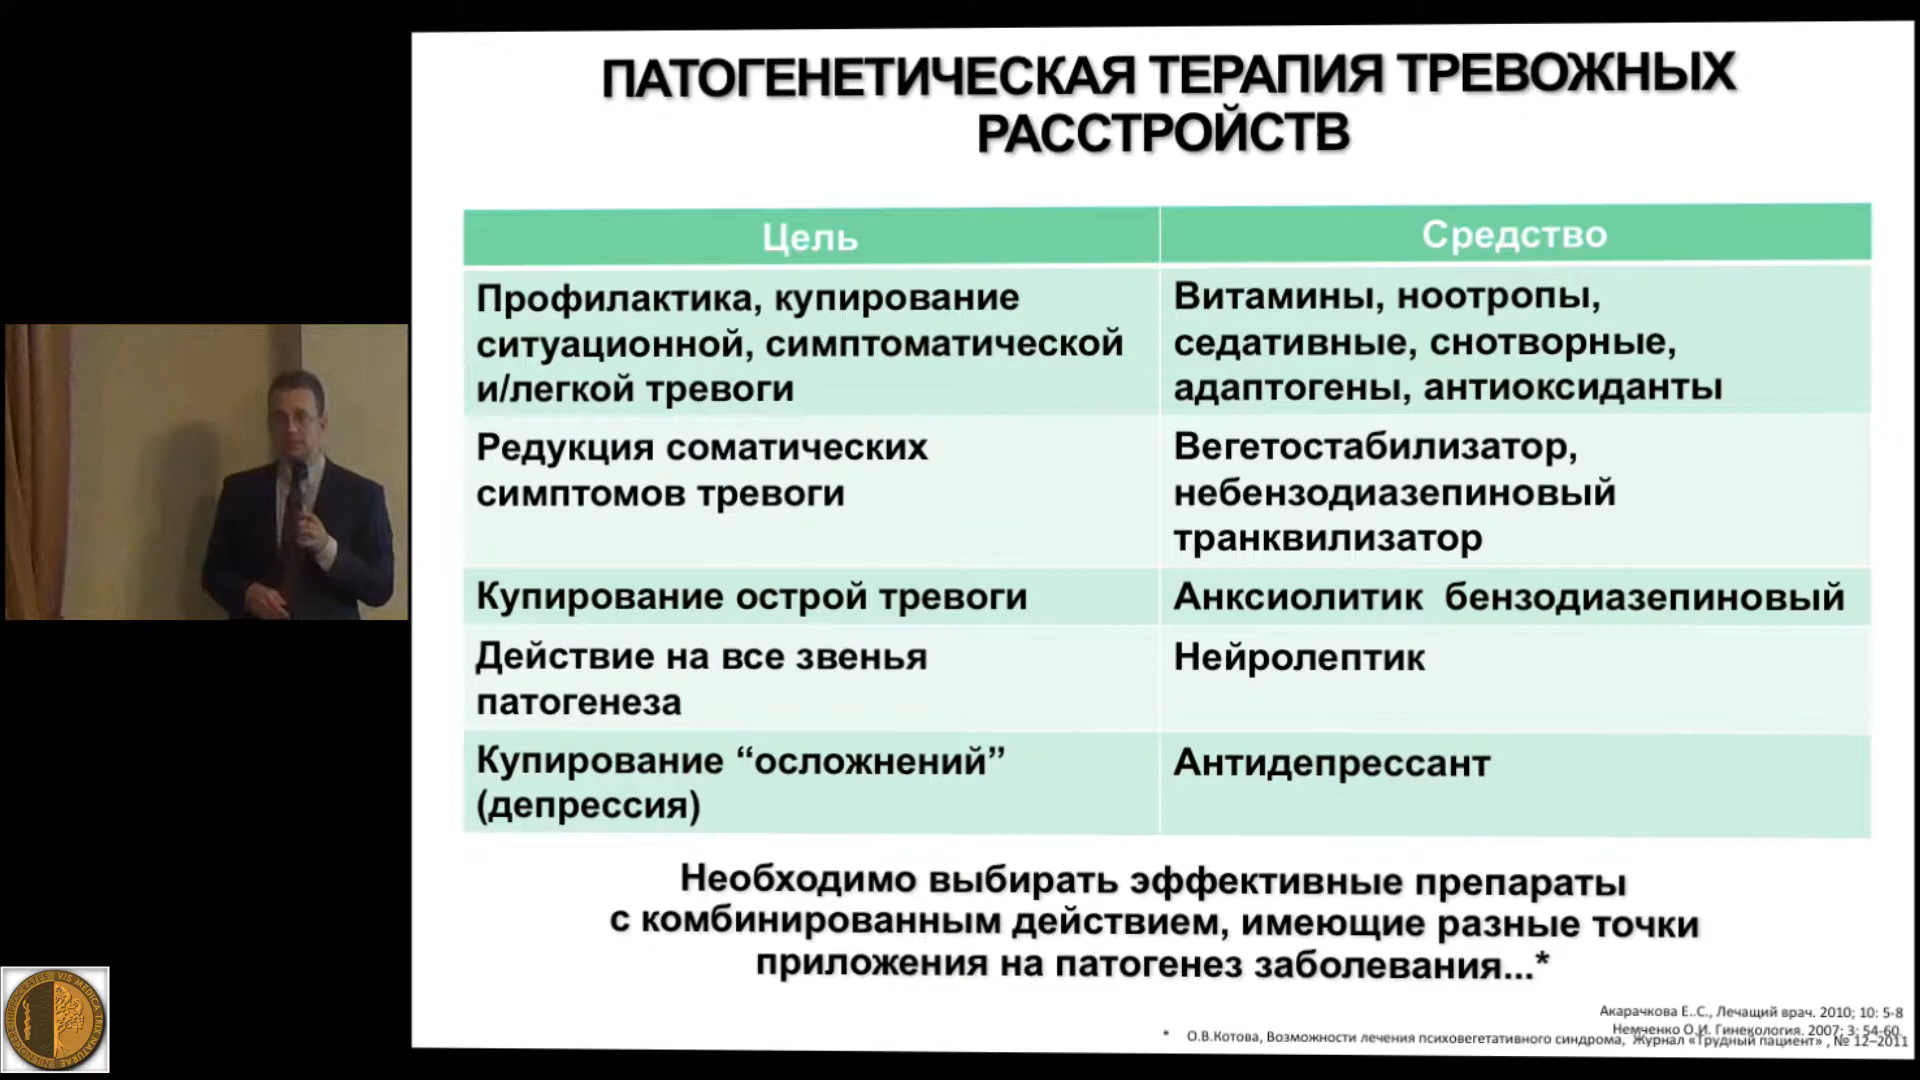 ПАТОГЕНЕТИЧЕСКАЯ ТЕРАПИЯ ТРЕВОЖНЫХ
РАССТРОЙСТВ
Цель
Средство
Профилактика, купирование
ситуационной, симптоматической
и/легкой тревоги
Витамины, ноотропы,
седативные, снотворные,
адаптогены, антиоксиданты
Редукция соматических
симптомов тревоги
Вегетостабилизатор,
небензодиазепиновый
транквилизатор
Купирование острой тревоги
Анксиолитик бензодиазепиновый
Действие на все звенья
патогенеза
Нейролептик
Купирование “осложнений”
(депрессия)
Антидепрессант
Необходимо выбирать эффективные препараты
с комбинированным действием, имеющие разные точки
приложения на патогенез заболевания...*
Акарачкова Е..С., Лечащий врач. 2010; 10: 5-8
Немченко О.И. Гинекология. 2007; 3; 54-60
* О.В.Котова, Возможности лечения психовегетативного синдрома, Журнал «Трудный пациент» , № 12–2011
VIS MEDICATRIX NATURAE